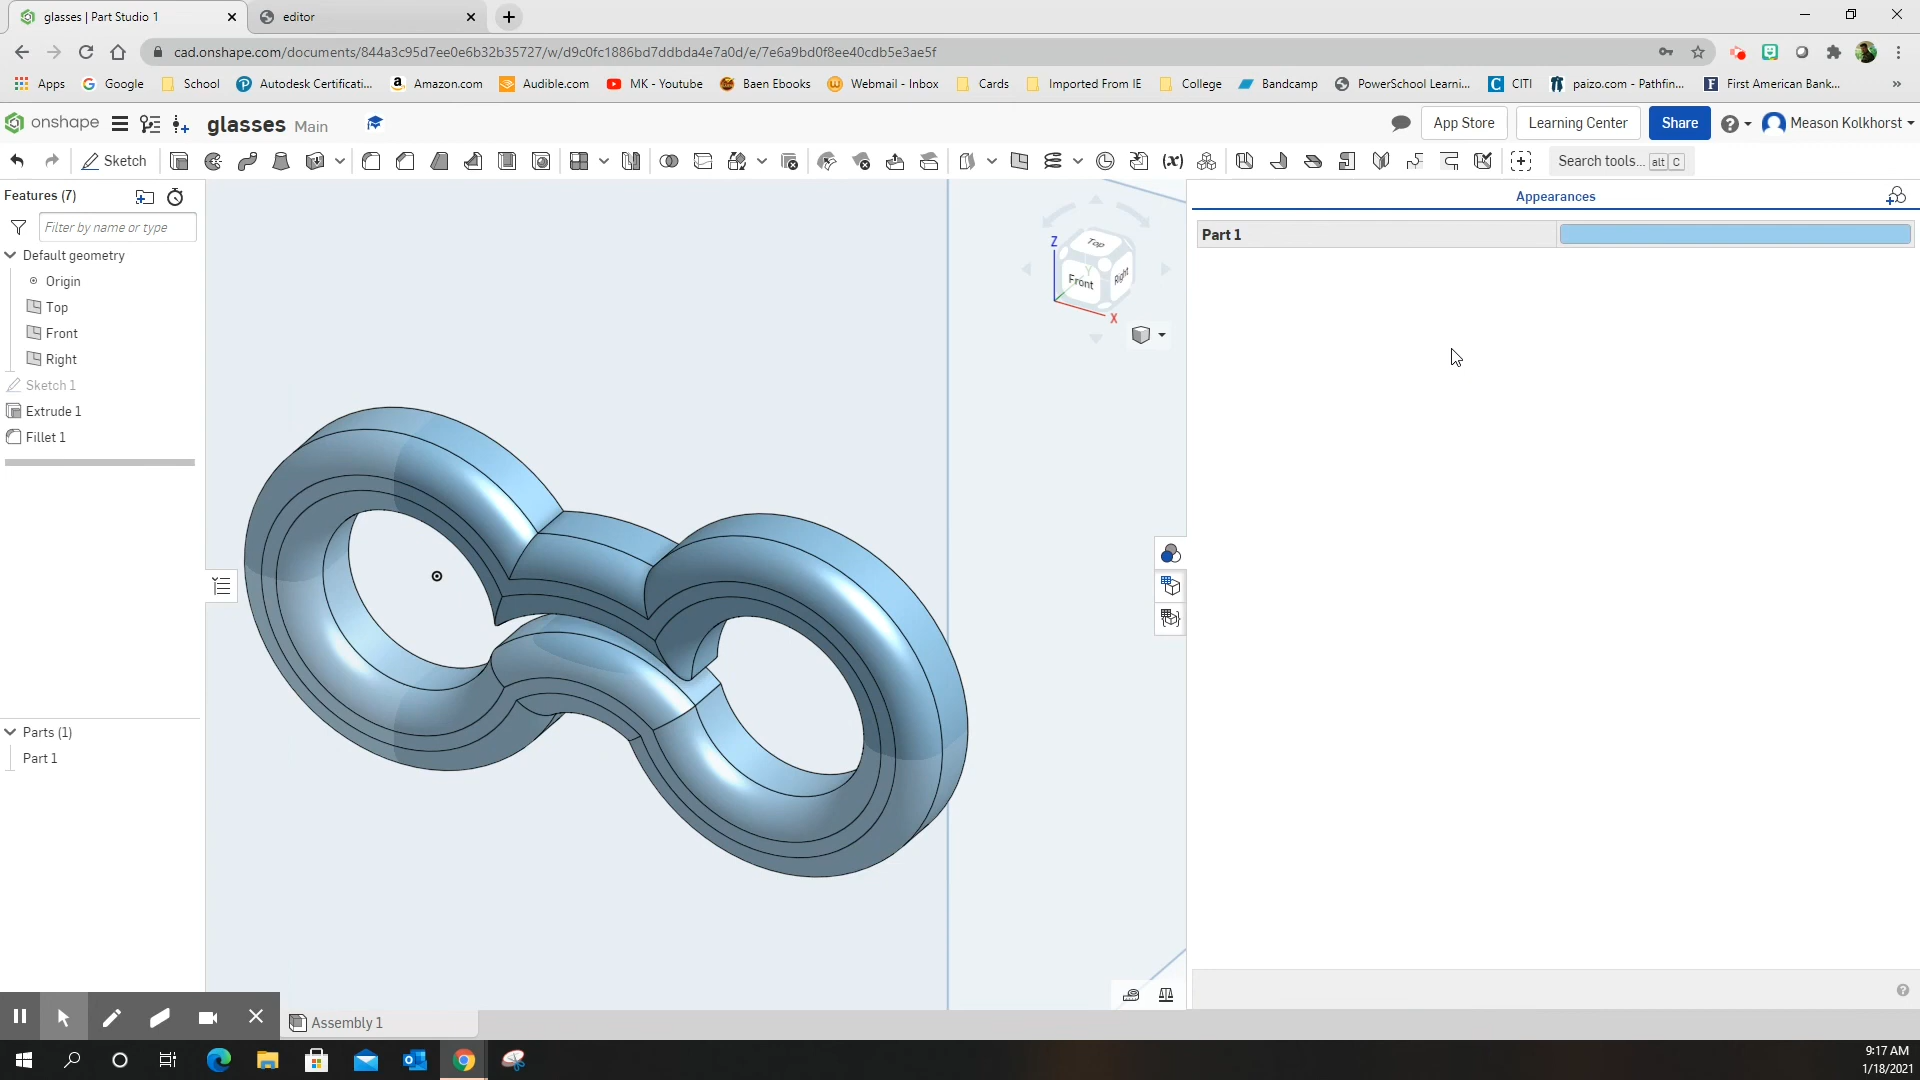 glasses | Part Studio 1
editor
cad.onshape.com/documents/844a3c95d7ee0e6b32b35727/w/d9c0fc1886bd7ddbda4e7a0d/e/7e6a9bd0f8ee40cdb5e3ae5f
Apps
Google
School
Autodesk Certificati...
Amazon.com
Audible.com
MK - Youtube
Baen Ebooks
Webmail - Inbox
Cards
Imported From IE
College
Bandcamp
PowerSchool Learni...
CITI
paizo.com - Pathfin...
First American Bank...
»
onshape
glasses Main
App Store
Learning Center
Share
Meason Kolkhorst
Sketch
(x)
Search tools... alt C
Features (7)
Appearances
Filter by name or type
Part 1
Default geometry
Origin
Top
Front
Right
Sketch 1
Extrude 1
Fillet 1
Z
Top
Y
Front
Right
X
Parts (1)
Part 1
Assembly 1
9:17 AM
1/18/2021